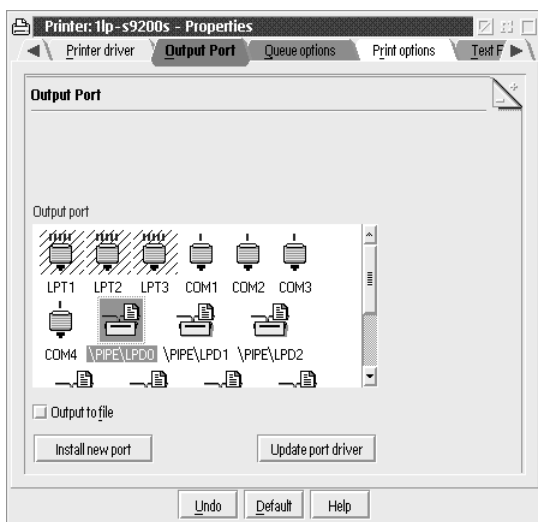 Printer: 1lp-s9200s - Properties
Printer driver Output Port Queue options Print options Text F
Output Port
Output port
LPT1 LPT2 LPT3 COM1 COM2 COM3
COM4 \PIPE\LPD0 \PIPE\LPD1 \PIPE\LPD2
Output to file
Install new port Update port driver
Undo Default Help